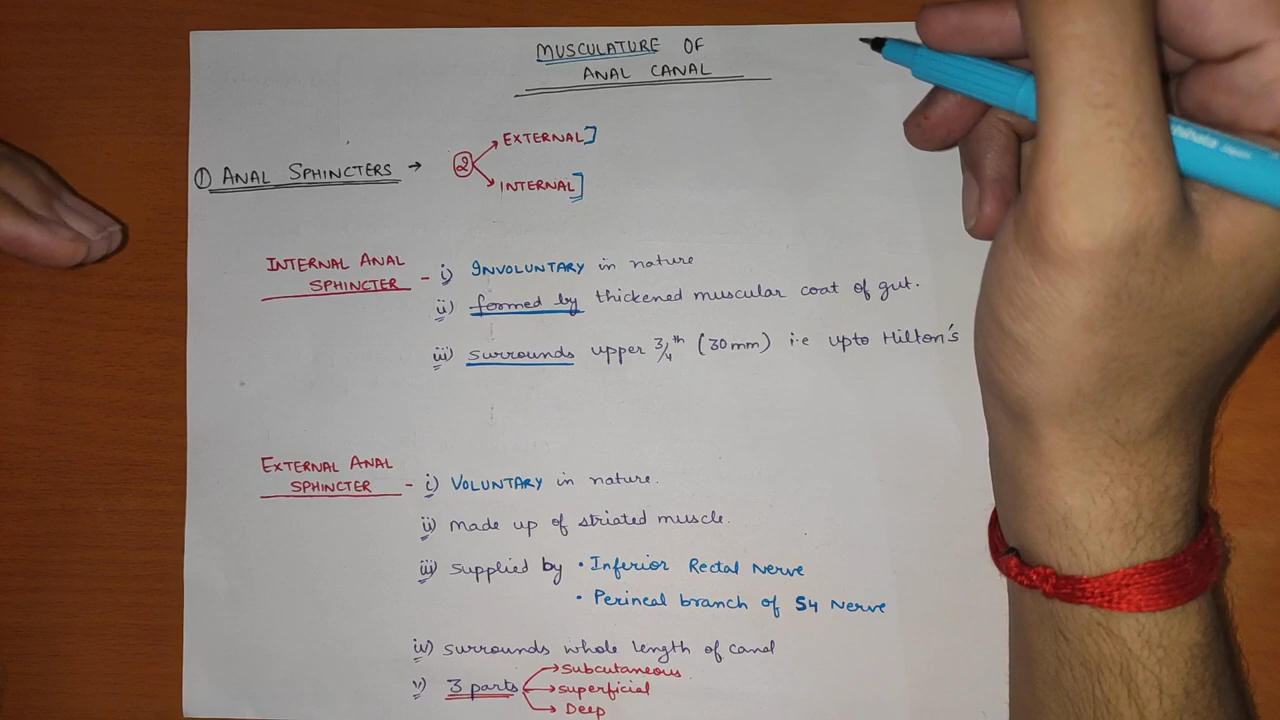 MUSCULATURE OF
ANAL CANAL
① ANAL SPHINCTERS → ② EXTERNAL]
INTERNAL]
INTERNAL ANAL
SPHINCTER - i) INVOLUNTARY in nature
ii) formed by thickened muscular coat of gut.
iii) surrounds upper 3/4th (30mm) i.e upto Hilton's
EXTERNAL ANAL
SPHINCTER - i) VOLUNTARY in nature.
ii) made up of striated muscle.
iii) supplied by • Inferior Rectal Nerve
• Perineal branch of S4 Nerve
iv) surrounds whole length of canal
v) 3 parts → subcutaneous
→ superficial
→ Deep